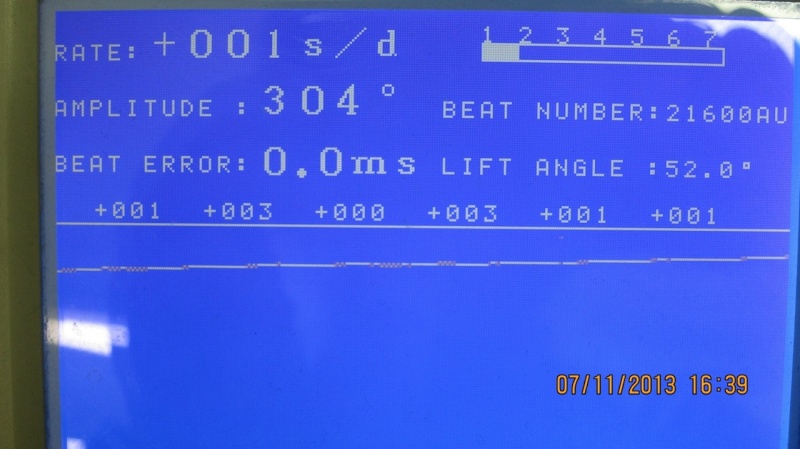 RATE: +001 s/d 1 2 3 4 5 6 7
AMPLITUDE : 304° BEAT NUMBER:21600AU
BEAT ERROR: 0.0ms LIFT ANGLE :52.0°
+001 +003 +000 +003 +001 +001
07/11/2013 16:39